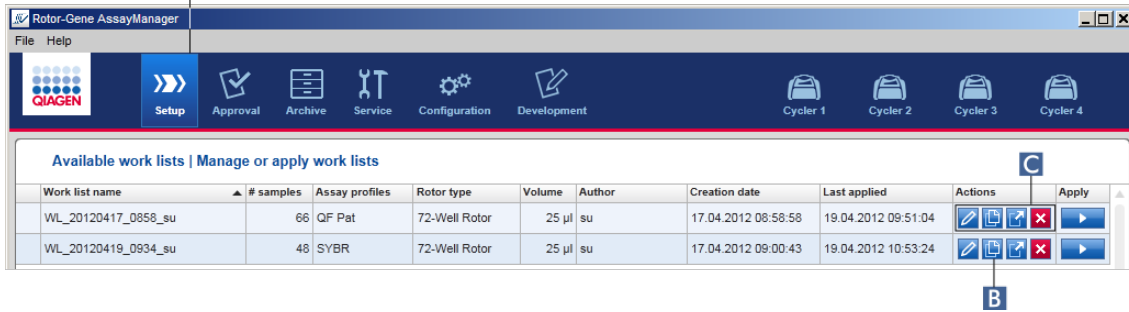 Rotor-Gene AssayManager
File Help
QIAGEN
Setup Approval Archive Service Configuration Development Cycler 1 Cycler 2 Cycler 3 Cycler 4
Available work lists | Manage or apply work lists
C
Work list name # samples Assay profiles Rotor type Volume Author Creation date Last applied Actions Apply
WL_20120417_0858_su 66 QF Pat 72-Well Rotor 25 µl su 17.04.2012 08:58:58 19.04.2012 09:51:04
WL_20120419_0934_su 48 SYBR 72-Well Rotor 25 µl su 17.04.2012 09:00:43 19.04.2012 10:53:24
B